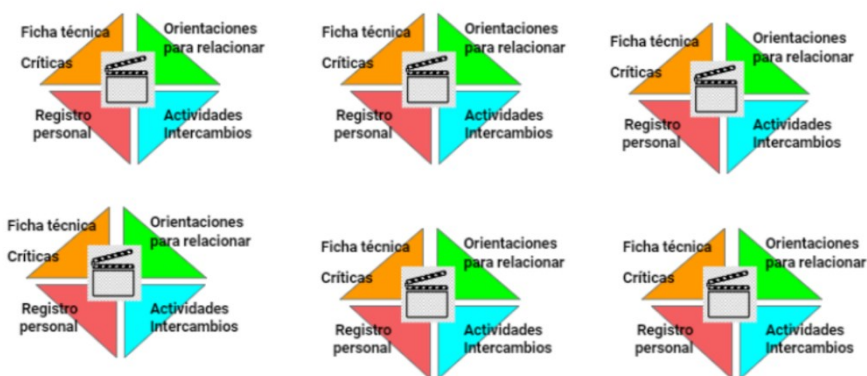 Ficha técnica
Críticas
Orientaciones
para relacionar
Registro
personal
Actividades
Intercambios
Ficha técnica
Críticas
Orientaciones
para relacionar
Registro
personal
Actividades
Intercambios
Ficha técnica
Críticas
Orientaciones
para relacionar
Registro
personal
Actividades
Intercambios
Ficha técnica
Críticas
Orientaciones
para relacionar
Registro
personal
Actividades
Intercambios
Ficha técnica
Críticas
Orientaciones
para relacionar
Registro
personal
Actividades
Intercambios
Ficha técnica
Críticas
Orientaciones
para relacionar
Registro
personal
Actividades
Intercambios